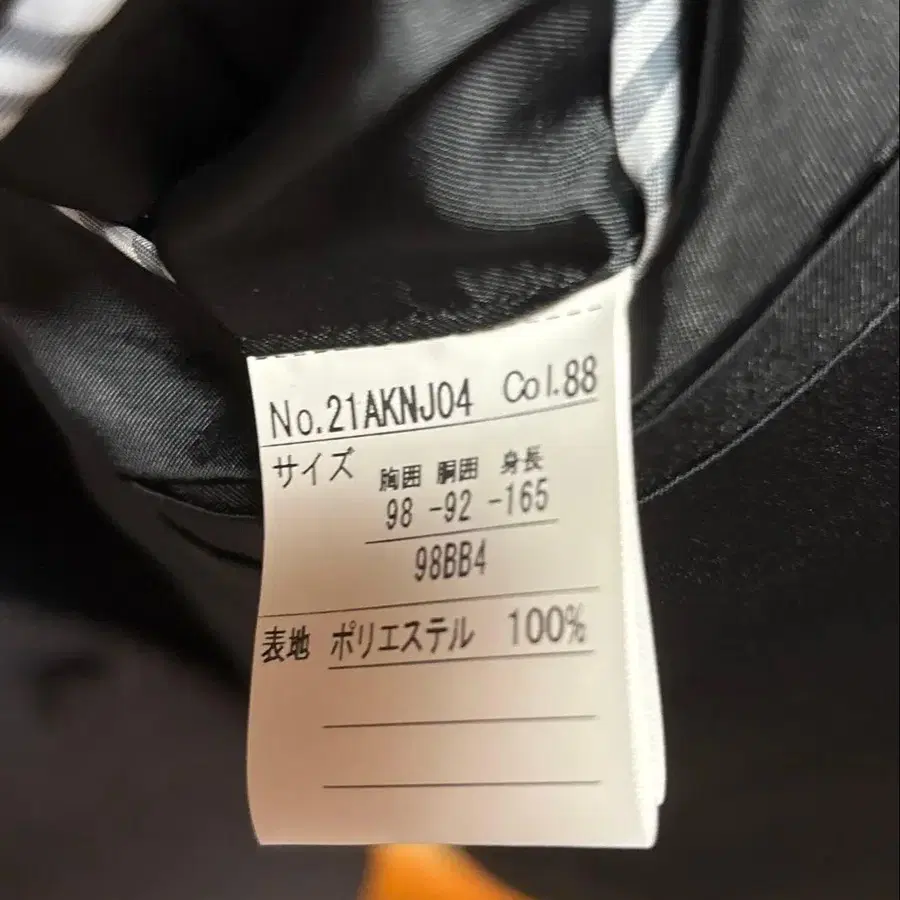 No.21AKNJ04 Col.88
サイズ 胸囲 胴囲 身長
98 -92 -165
98BB4
表地 ポリエステル 100%